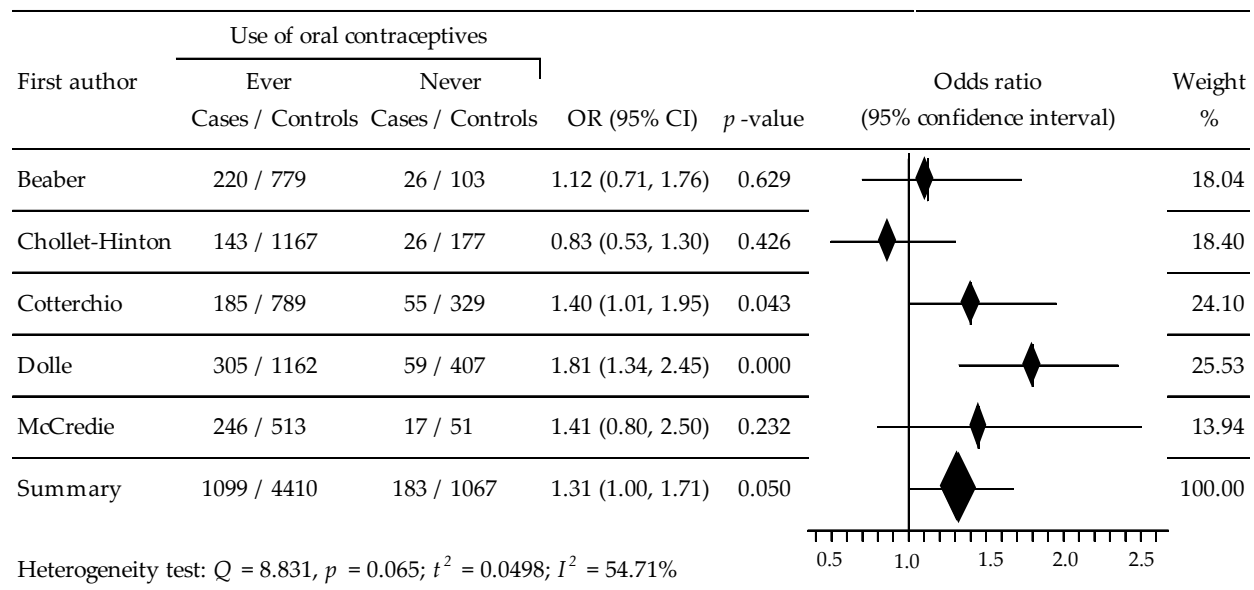 Use of oral contraceptives
First author Ever Never Odds ratio Weight
Cases / Controls Cases / Controls OR (95% CI) p -value (95% confidence interval) %
Beaber 220 / 779 26 / 103 1.12 (0.71, 1.76) 0.629 18.04
Chollet-Hinton 143 / 1167 26 / 177 0.83 (0.53, 1.30) 0.426 18.40
Cotterchio 185 / 789 55 / 329 1.40 (1.01, 1.95) 0.043 24.10
Dolle 305 / 1162 59 / 407 1.81 (1.34, 2.45) 0.000 25.53
McCredie 246 / 513 17 / 51 1.41 (0.80, 2.50) 0.232 13.94
Summary 1099 / 4410 183 / 1067 1.31 (1.00, 1.71) 0.050 100.00
0.5 1.0 1.5 2.0 2.5
Heterogeneity test: Q = 8.831, p = 0.065; t² = 0.0498; I² = 54.71%